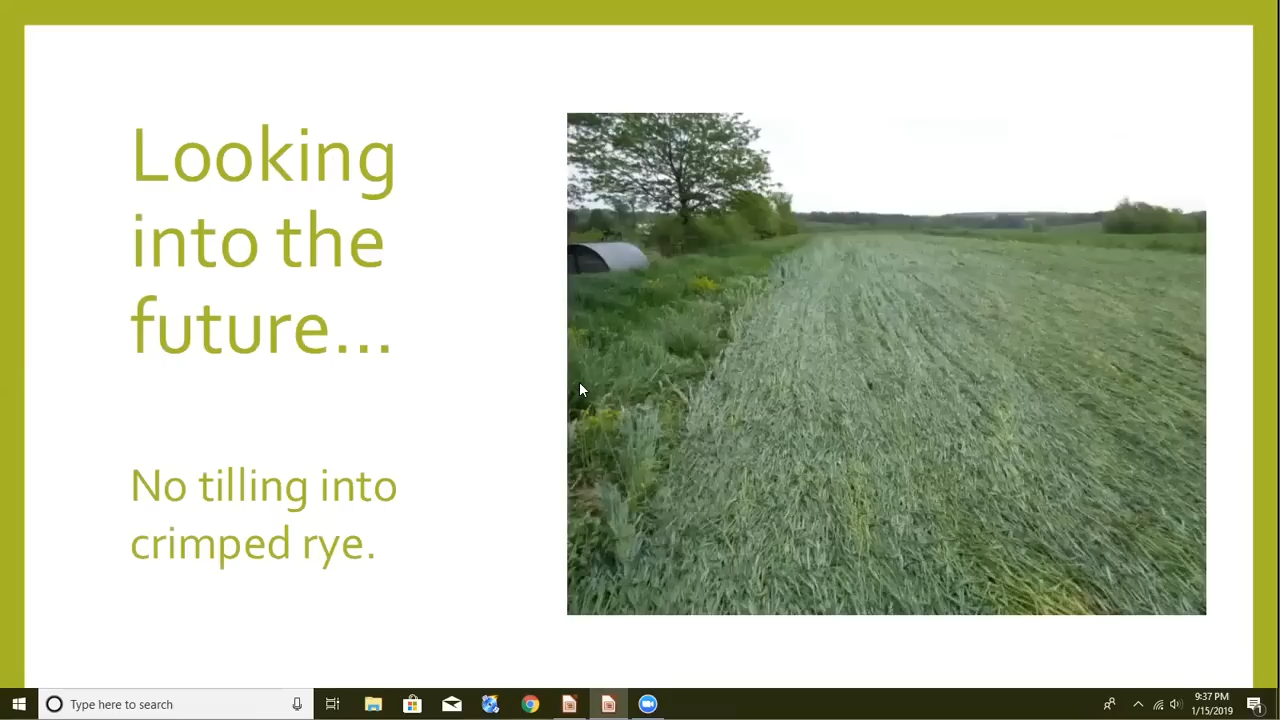 Looking
into the
future...
No tilling into
crimped rye.
Type here to search
9:37 PM
1/15/2019